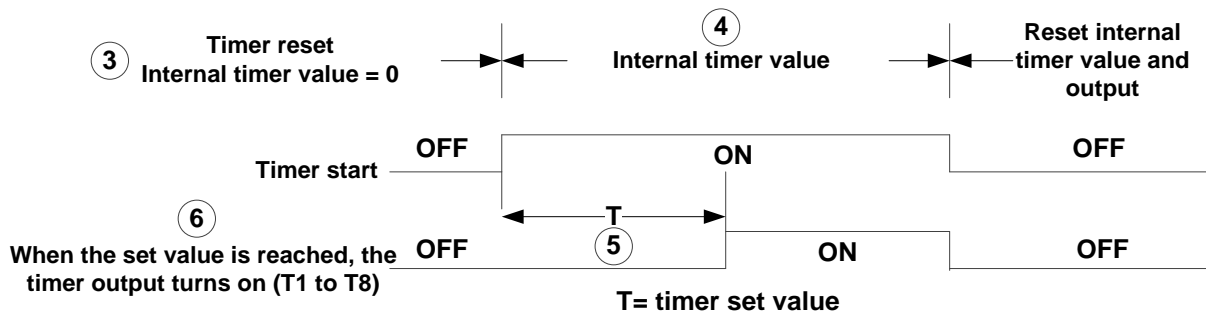 3
Timer reset
Internal timer value = 0
4
Internal timer value
Reset internal
timer value and
output
Timer start
OFF
ON
OFF
6
When the set value is reached, the
timer output turns on (T1 to T8)
OFF
T
5
ON
OFF
T= timer set value